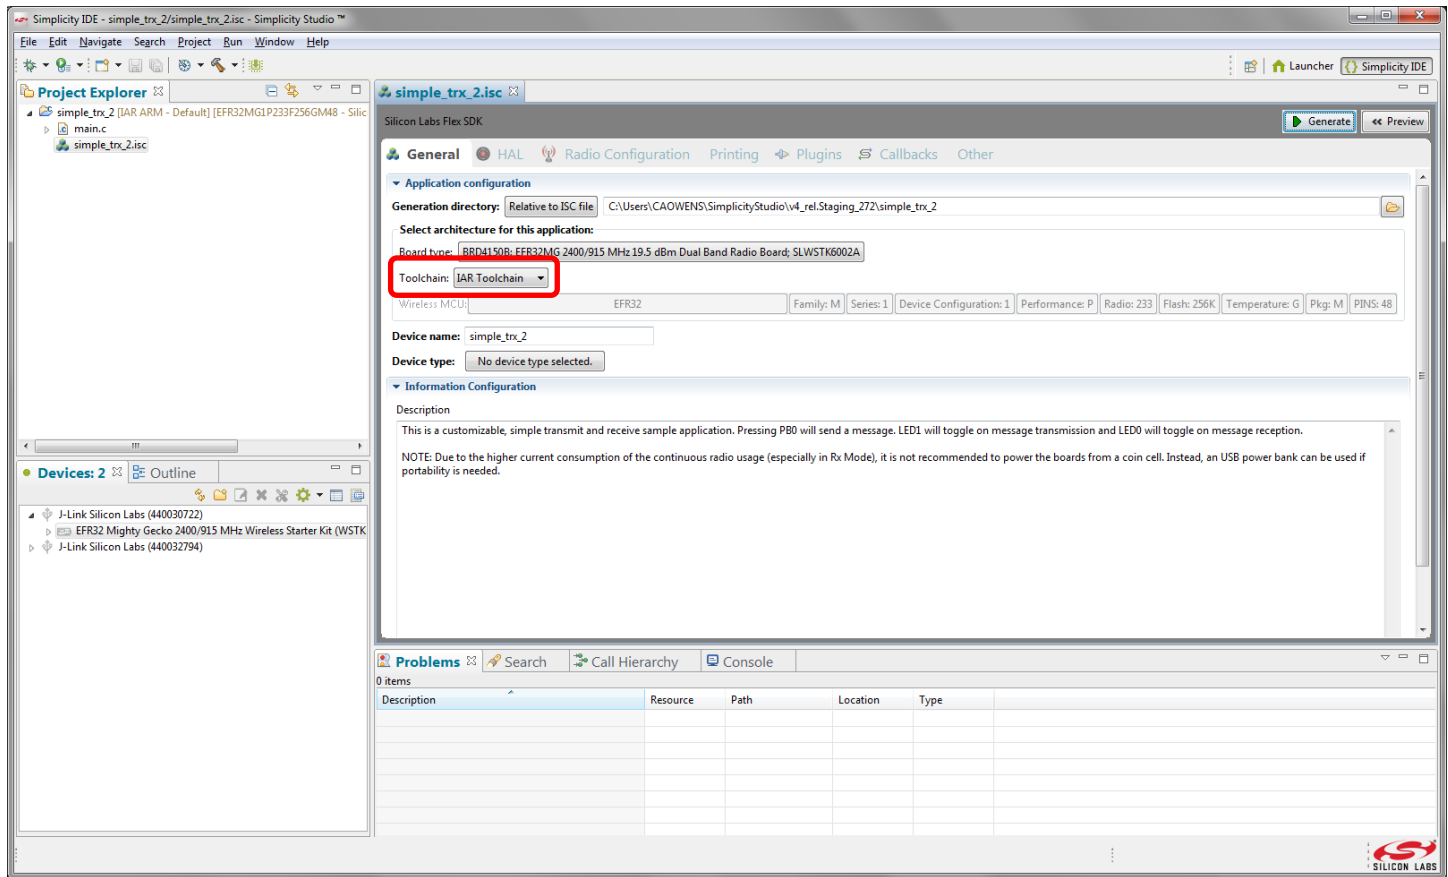 Simplicity IDE - simple_trx_2/simple_trx_2.isc - Simplicity Studio ™
File Edit Navigate Search Project Run Window Help
Launcher Simplicity IDE
Project Explorer
simple_trx_2 [IAR ARM - Default] [EFR32MG1P233F256GM48 - Silic
main.c
simple_trx_2.isc
simple_trx_2.isc
Silicon Labs Flex SDK
Generate Preview
General HAL Radio Configuration Printing Plugins Callbacks Other
Application configuration
Generation directory: Relative to ISC file C:\Users\CAOWENS\SimplicityStudio\v4_rel.Staging_272\simple_trx_2
Select architecture for this application:
Board type: BRD4150B: EFR32MG 2400/915 MHz 19.5 dBm Dual Band Radio Board; SLWSTK6002A
Toolchain: IAR Toolchain
Wireless MCU: EFR32 Family: M Series: 1 Device Configuration: 1 Performance: P Radio: 233 Flash: 256K Temperature: G Pkg: M PINS: 48
Device name: simple_trx_2
Device type: No device type selected.
Information Configuration
Description
This is a customizable, simple transmit and receive sample application. Pressing PB0 will send a message. LED1 will toggle on message transmission and LED0 will toggle on message reception.
NOTE: Due to the higher current consumption of the continuous radio usage (especially in Rx Mode), it is not recommended to power the boards from a coin cell. Instead, an USB power bank can be used if
portability is needed.
Devices: 2 Outline
J-Link Silicon Labs (440030722)
EFR32 Mighty Gecko 2400/915 MHz Wireless Starter Kit (WSTK
J-Link Silicon Labs (440032794)
Problems Search Call Hierarchy Console
0 items
Description Resource Path Location Type
SILICON LABS